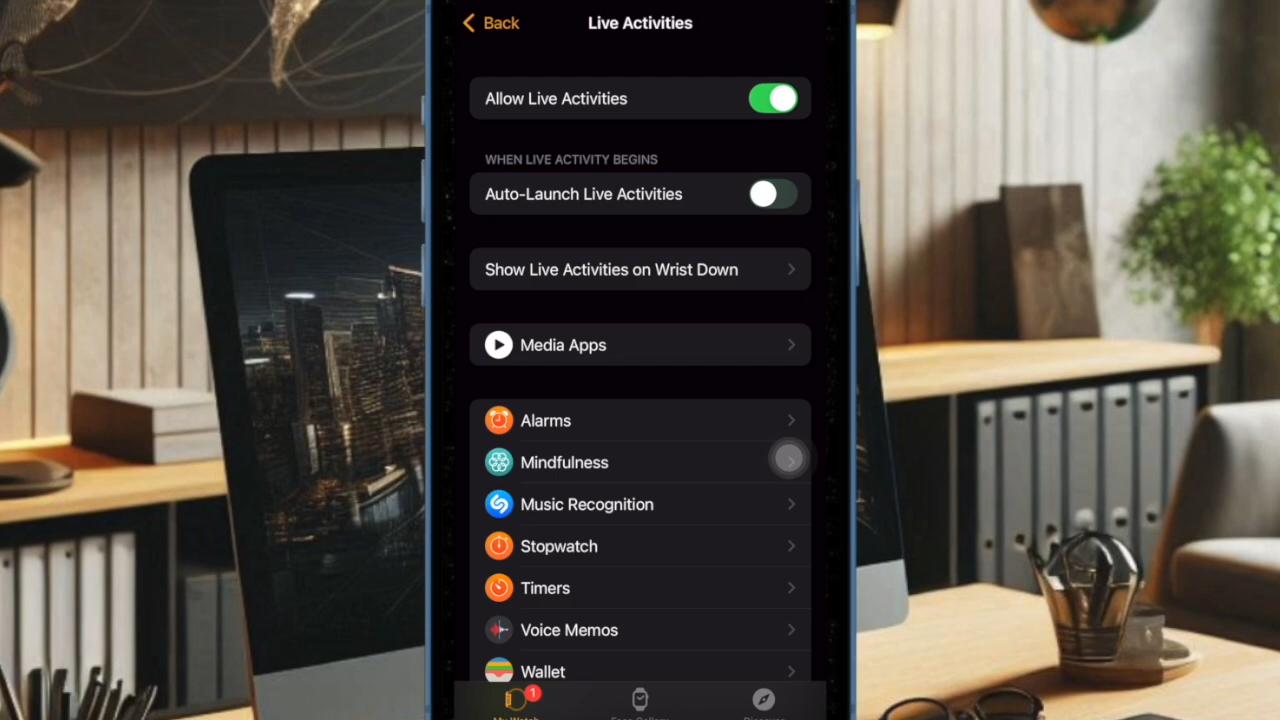 Back
Live Activities
Allow Live Activities
WHEN LIVE ACTIVITY BEGINS
Auto-Launch Live Activities
Show Live Activities on Wrist Down
Media Apps
Alarms
Mindfulness
Music Recognition
Stopwatch
Timers
Voice Memos
Wallet
1